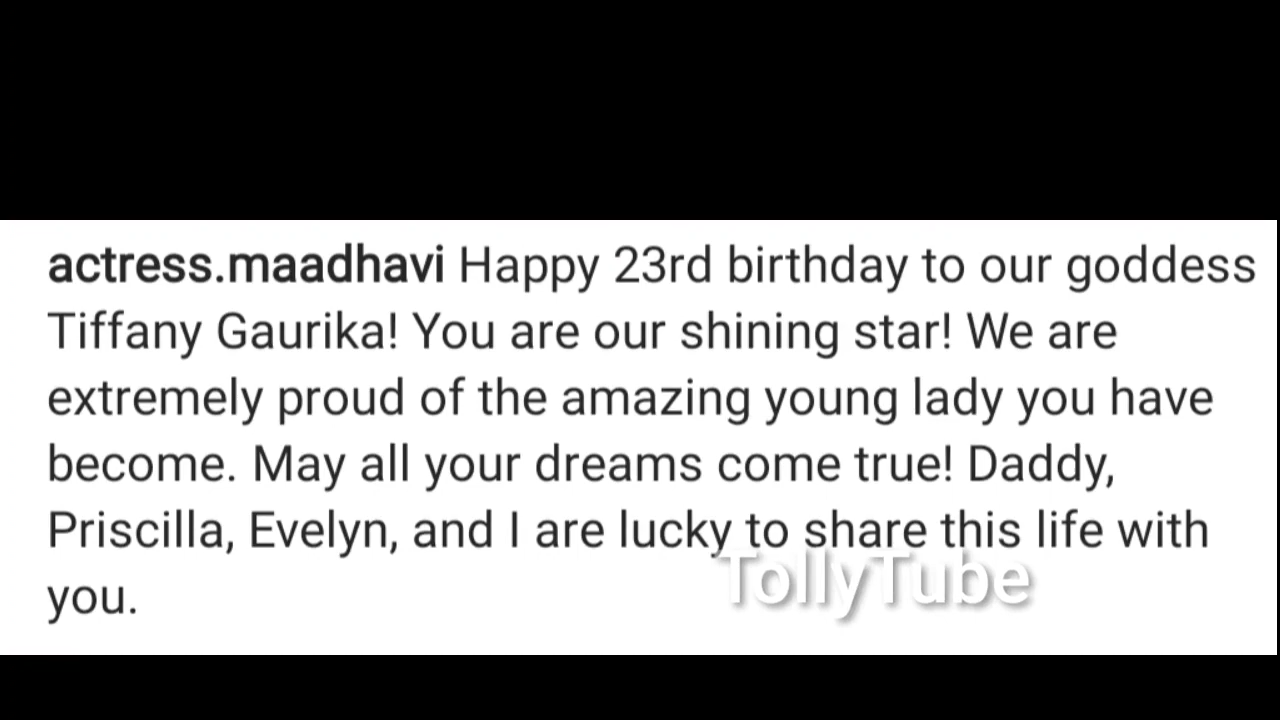 actress.maadhavi Happy 23rd birthday to our goddess
Tiffany Gaurika! You are our shining star! We are
extremely proud of the amazing young lady you have
become. May all your dreams come true! Daddy,
Priscilla, Evelyn, and I are lucky to share this life with
you.
TollyTube